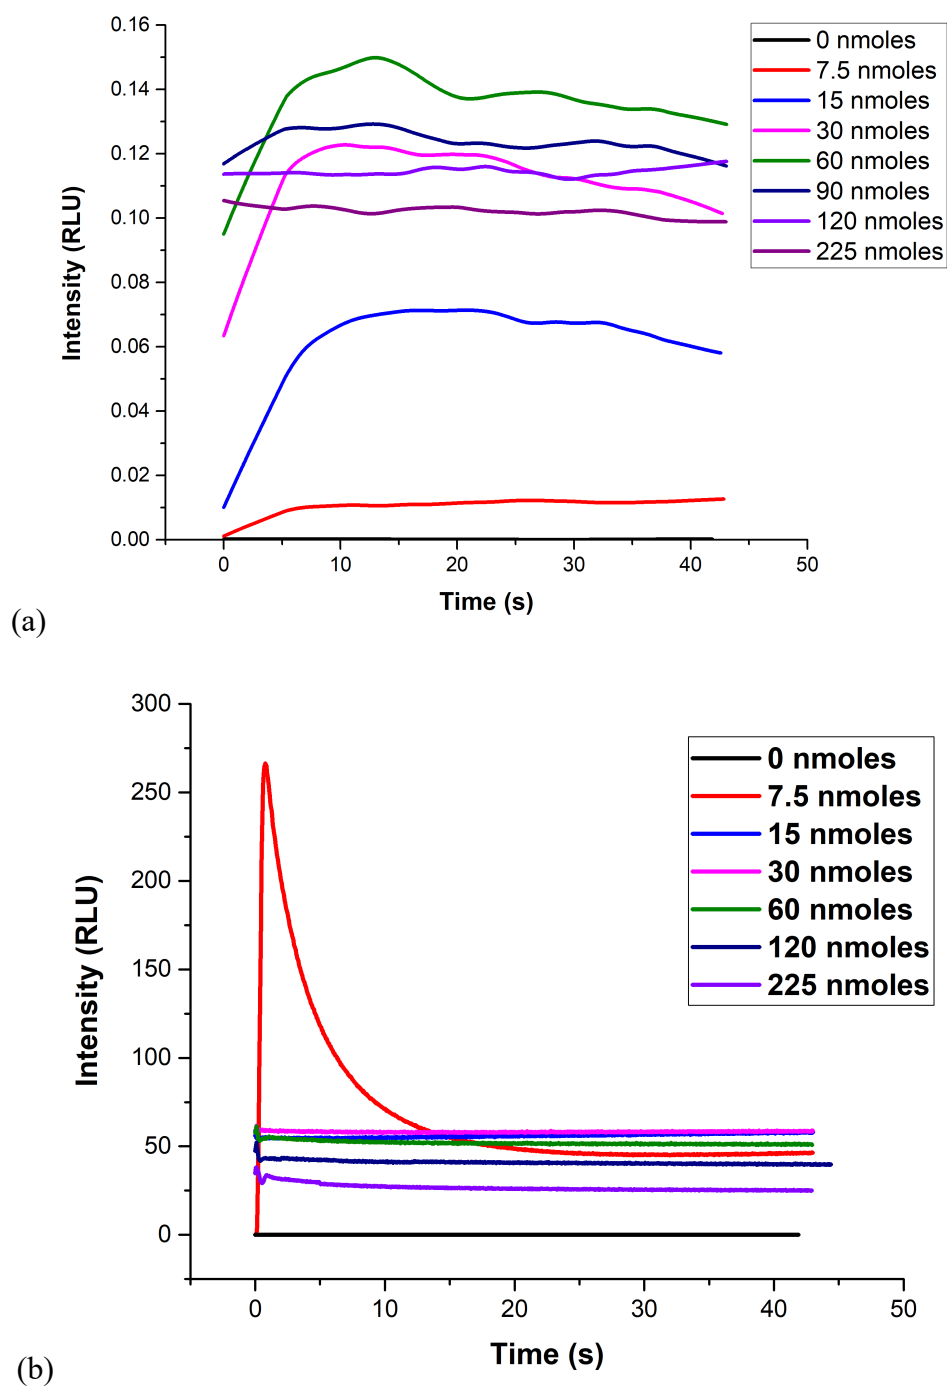 0.16
0.14
0.12
0.10
0.08
0.06
0.04
0.02
0.00
Intensity (RLU)
0 10 20 30 40 50
Time (s)
0 nmoles
7.5 nmoles
15 nmoles
30 nmoles
60 nmoles
90 nmoles
120 nmoles
225 nmoles
(a)
300
250
200
150
100
50
0
Intensity (RLU)
0 10 20 30 40 50
Time (s)
0 nmoles
7.5 nmoles
15 nmoles
30 nmoles
60 nmoles
120 nmoles
225 nmoles
(b)